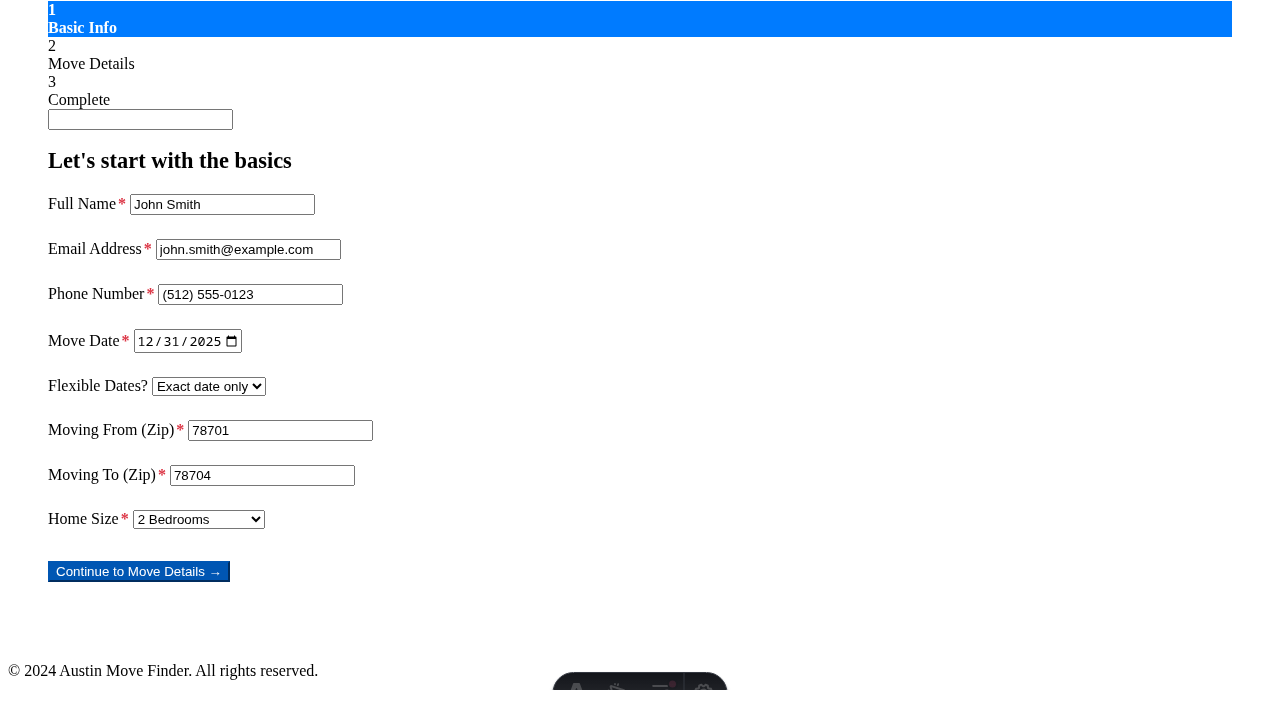 1
Basic Info
2
Move Details
3
Complete
Let's start with the basics
Full Name* John Smith
Email Address* john.smith@example.com
Phone Number* (512) 555-0123
Move Date* 12/31/2025
Flexible Dates? Exact date only
Moving From (Zip)* 78701
Moving To (Zip)* 78704
Home Size* 2 Bedrooms
Continue to Move Details →
© 2024 Austin Move Finder. All rights reserved.